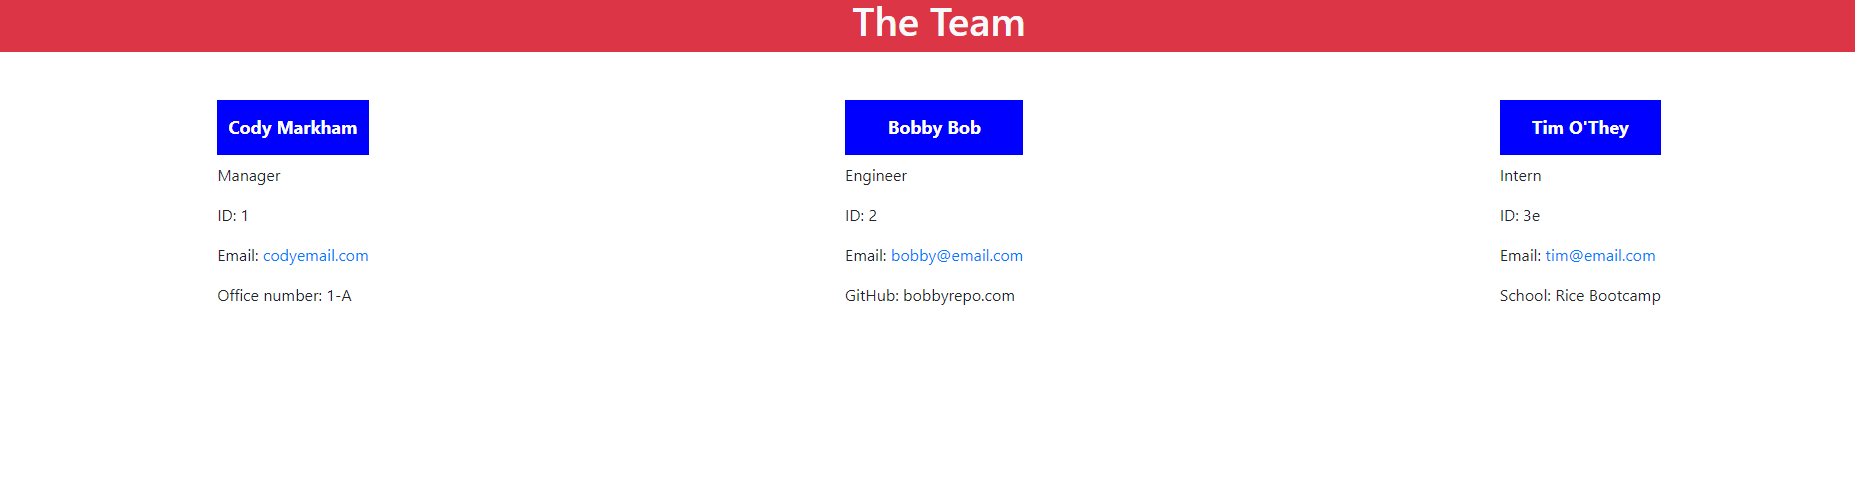 The Team
Cody Markham
Manager
ID: 1
Email: codyemail.com
Office number: 1-A
Bobby Bob
Engineer
ID: 2
Email: bobby@email.com
GitHub: bobbyrepo.com
Tim O'They
Intern
ID: 3e
Email: tim@email.com
School: Rice Bootcamp